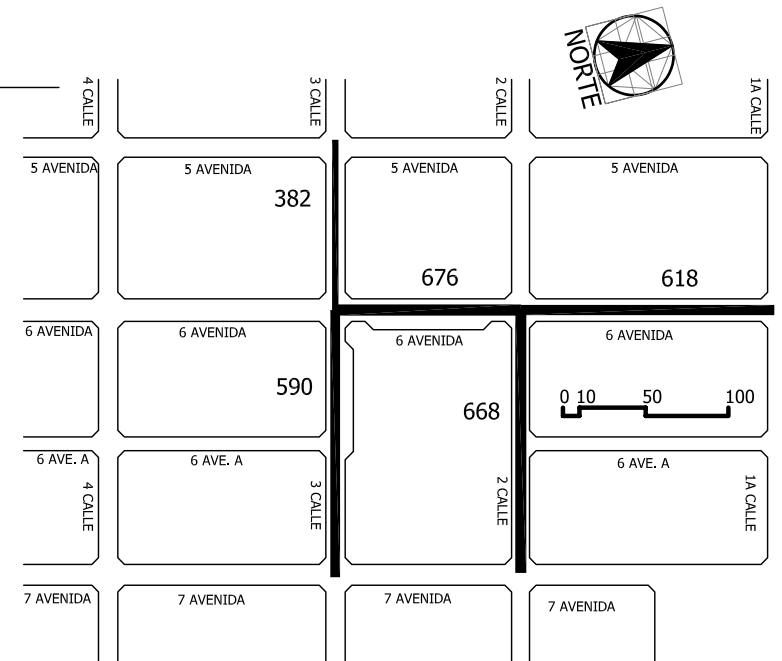 NORTE
4 CALLE
3 CALLE
2 CALLE
1A CALLE
5 AVENIDA
5 AVENIDA
5 AVENIDA
5 AVENIDA
382
676
618
6 AVENIDA
6 AVENIDA
6 AVENIDA
6 AVENIDA
590
668
0 10 50 100
6 AVE. A
6 AVE. A
6 AVE. A
4 CALLE
3 CALLE
2 CALLE
1A CALLE
7 AVENIDA
7 AVENIDA
7 AVENIDA
7 AVENIDA